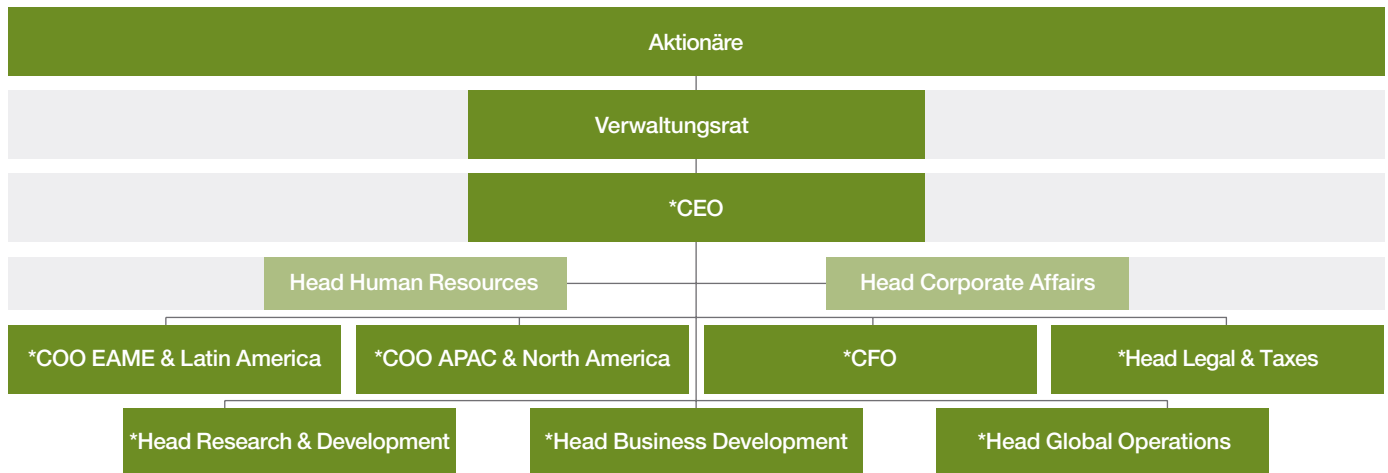 Aktionäre
Verwaltungsrat
*CEO
Head Human Resources
Head Corporate Affairs
*COO EAME & Latin America
*COO APAC & North America
*CFO
*Head Legal & Taxes
*Head Research & Development
*Head Business Development
*Head Global Operations